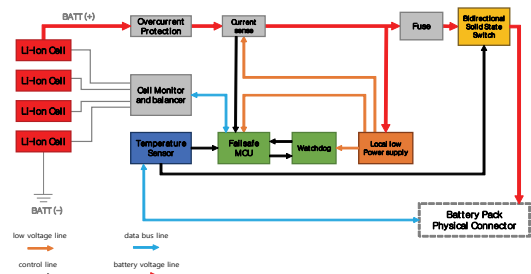 BATT (+)
Overcurrent
Protection
Current
sense
Fuse
Bidirectional
Solid State
Switch
Li-ion Cell
Li-ion Cell
Li-ion Cell
Li-ion Cell
Cell Monitor
and balancer
Temperature
Sensor
Failsafe
MCU
Watchdog
Local low
Power supply
BATT (-)
Battery Pack
Physical Connector
low voltage line
data bus line
control line
battery voltage line